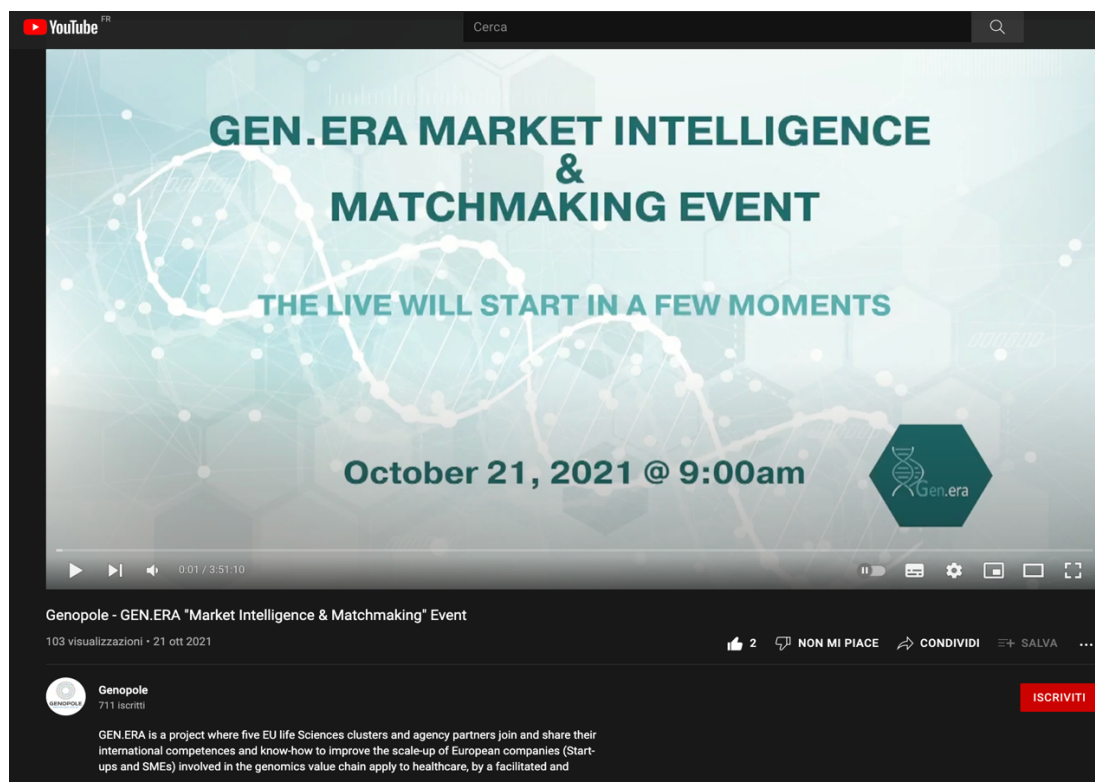 YouTube FR
Cerca
GEN.ERA MARKET INTELLIGENCE
&
MATCHMAKING EVENT
THE LIVE WILL START IN A FEW MOMENTS
October 21, 2021 @ 9:00am
Gen.era
0:01 / 3:51:10
Genopole - GEN.ERA "Market Intelligence & Matchmaking" Event
103 visualizzazioni • 21 ott 2021
2 NON MI PIACE CONDIVIDI SALVA ...
GENOPOLE
Genopole
711 iscritti
ISCRIVITI
GEN.ERA is a project where five EU life Sciences clusters and agency partners join and share their
international competences and know-how to improve the scale-up of European companies (Start-
ups and SMEs) involved in the genomics value chain apply to healthcare, by a facilitated and